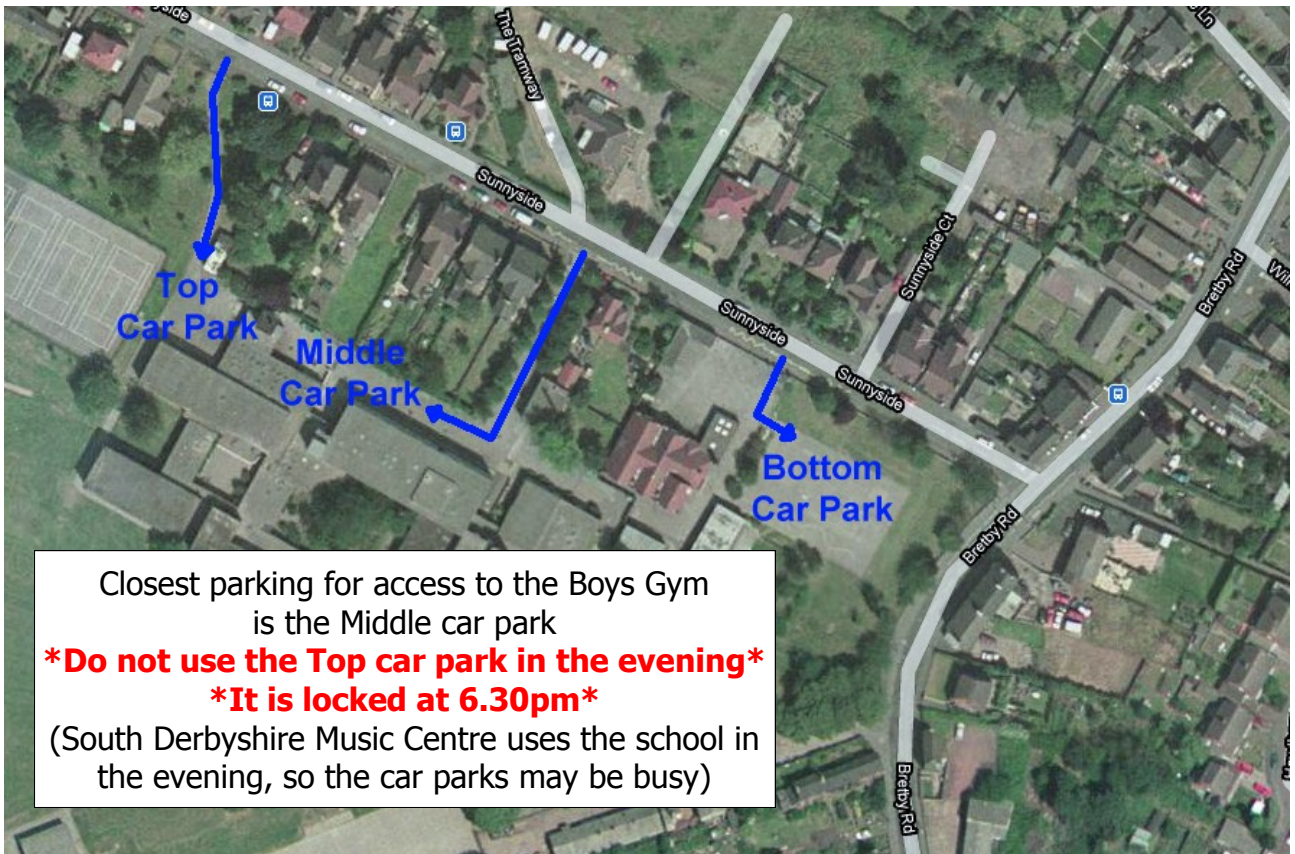 Sunnyside
The Tramway
Ln
Sunnyside
Sunnyside Ct
Bretby Rd
Top
Car Park
Middle
Car Park
Sunnyside
Sunnyside
Bottom
Car Park
Bretby Rd
Closest parking for access to the Boys Gym
is the Middle car park
*Do not use the Top car park in the evening*
*It is locked at 6.30pm*
(South Derbyshire Music Centre uses the school in
the evening, so the car parks may be busy)
Bretby Rd